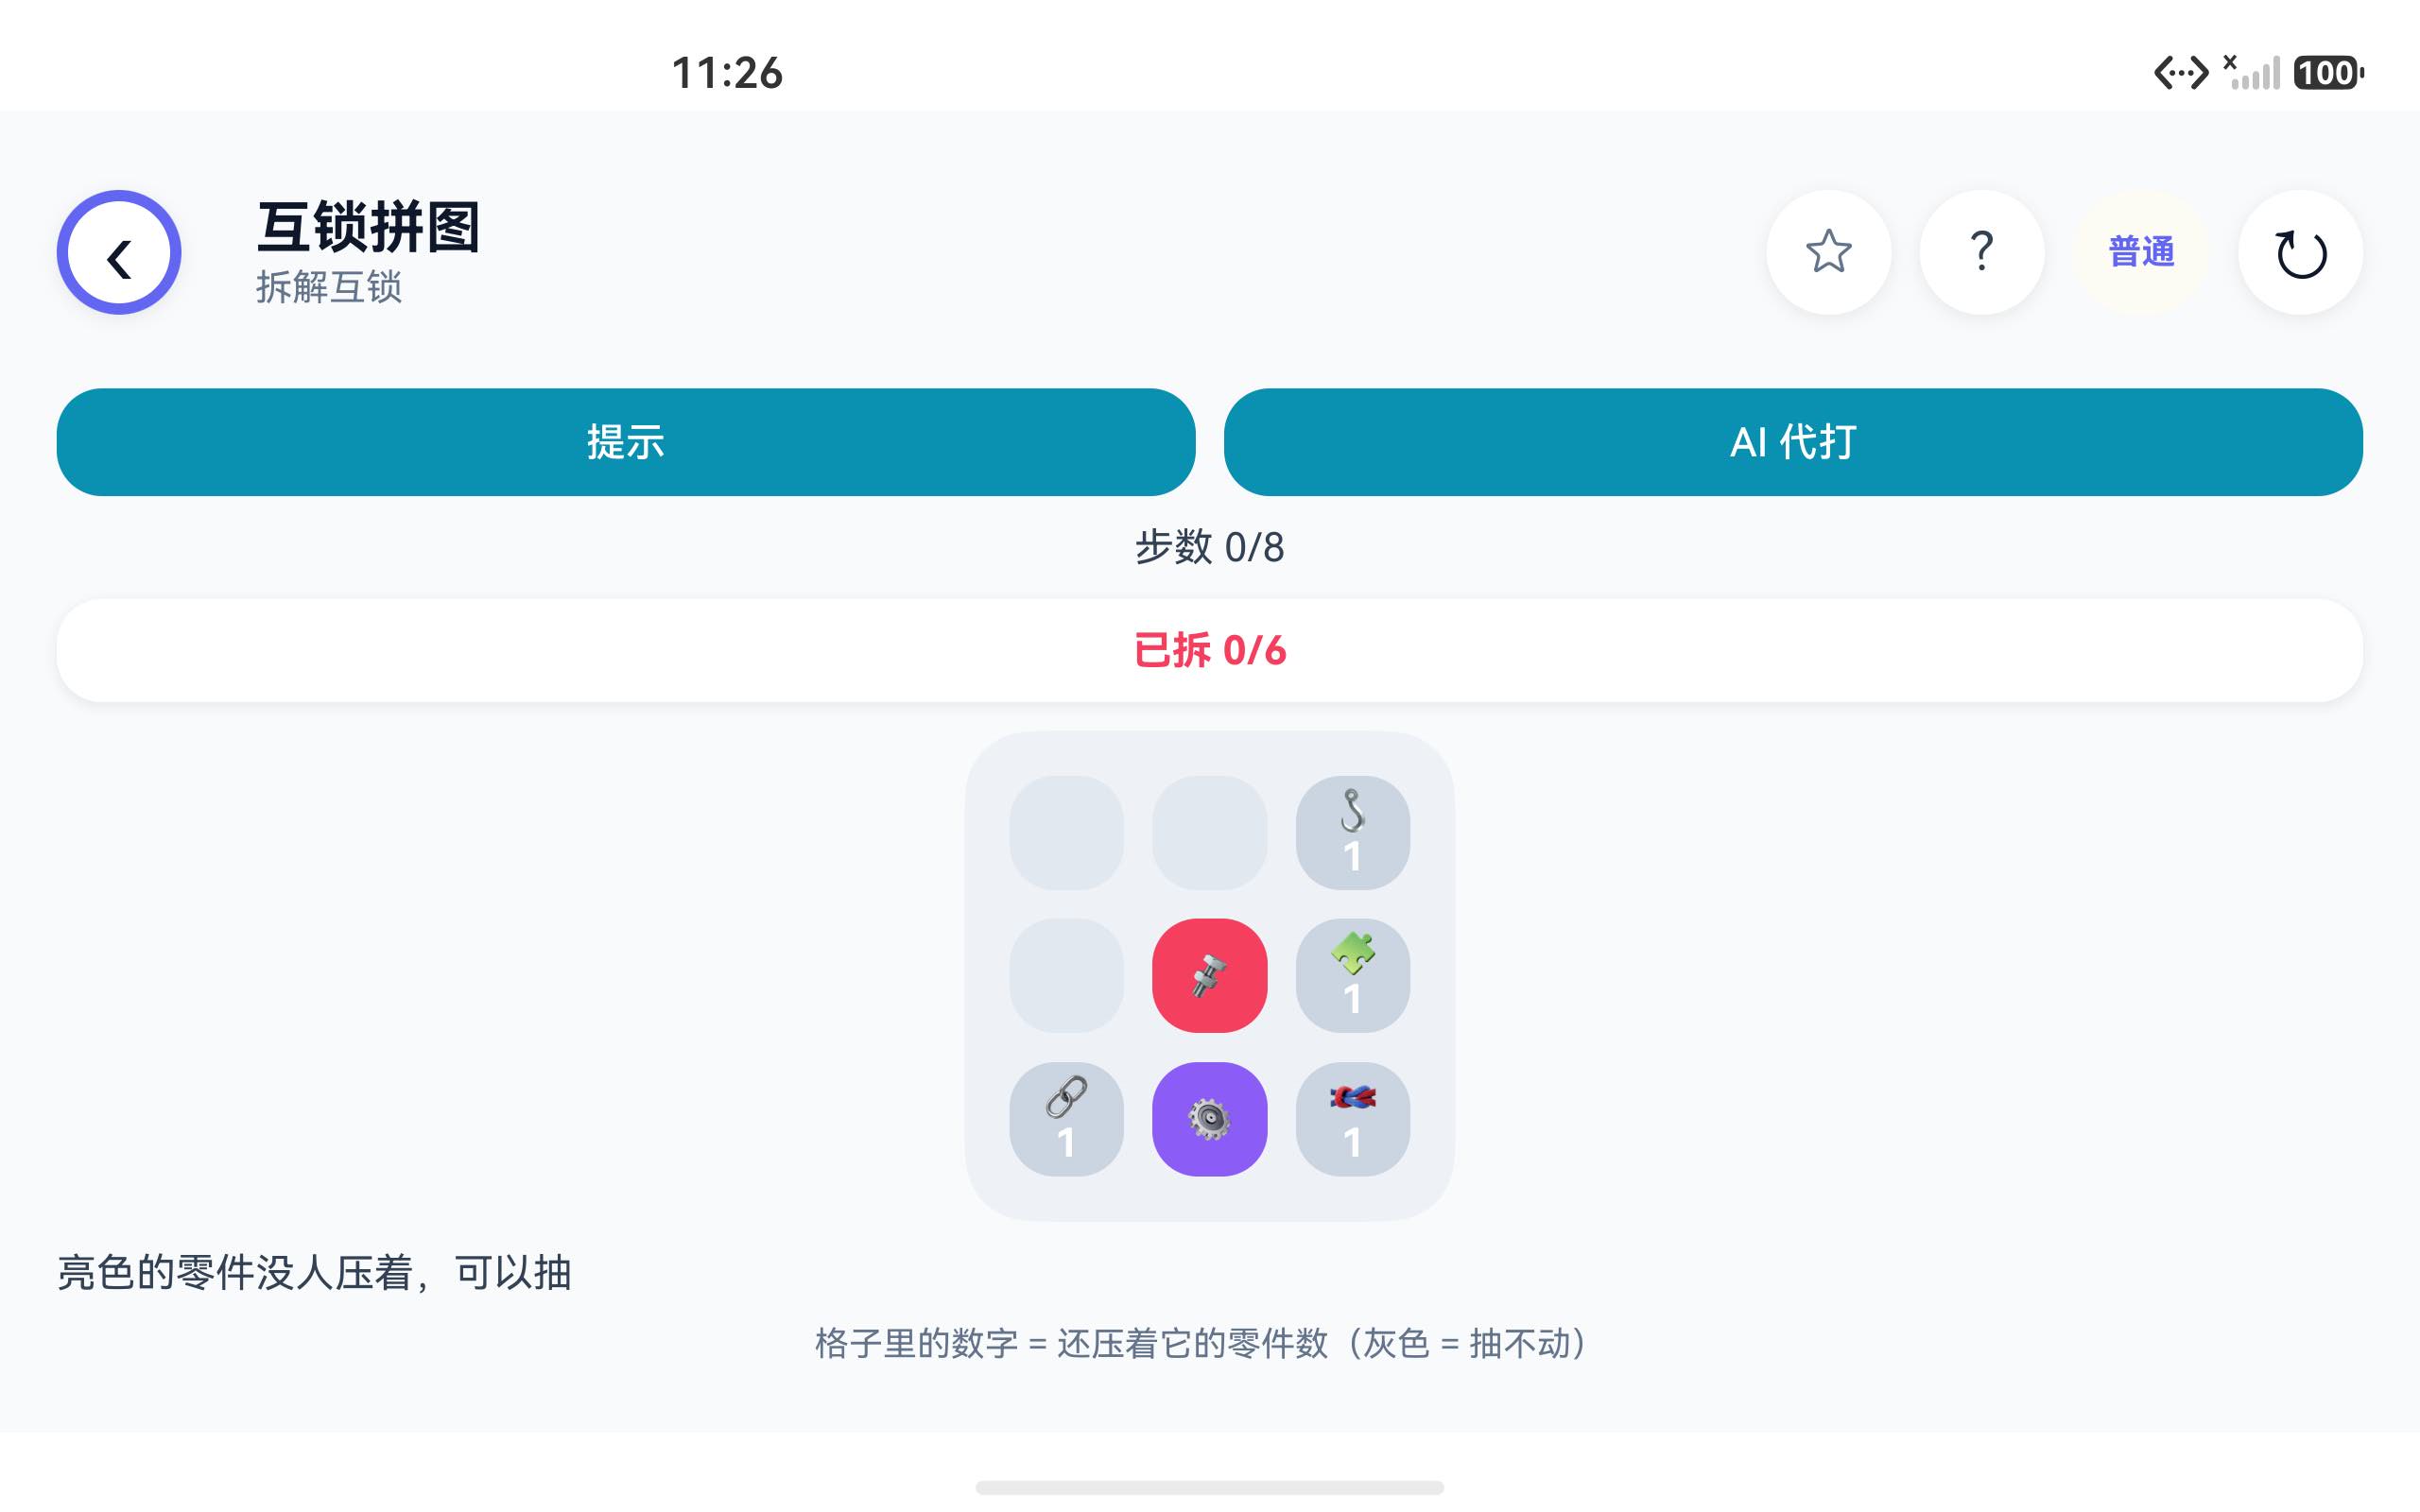 11:26
100
互锁拼图
拆解互锁
?
普通
提示
AI 代打
步数 0/8
已拆 0/6
1
1
1
1
亮色的零件没人压着，可以抽
格子里的数字 = 还压着它的零件数（灰色 = 抽不动）